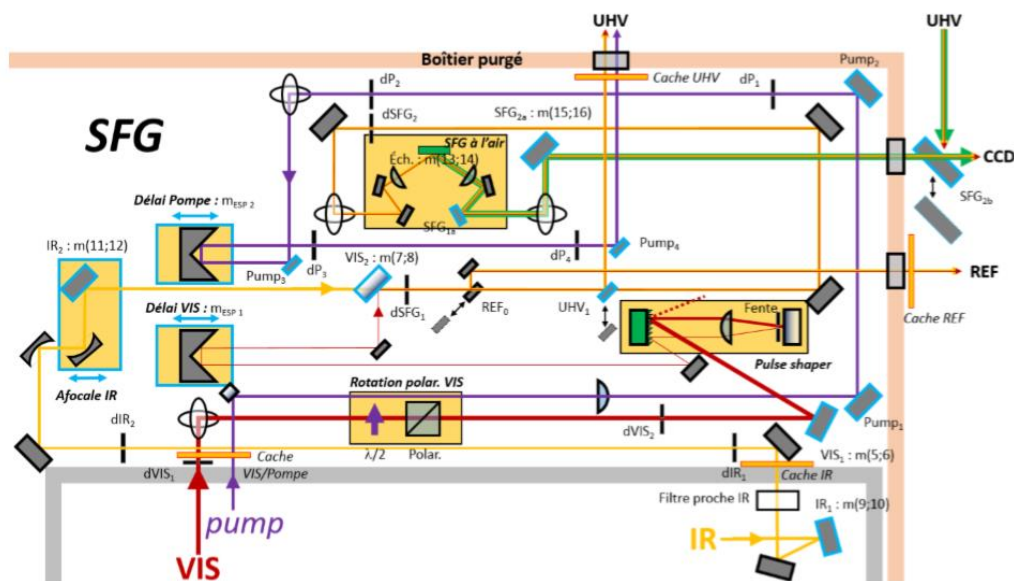 UHV
UHV
Boîtier purgé
Cache UHV
Pump2
dP2
dP1
dSFG2
SFG2a : m(15;16)
SFG
SFG à l'air
Éch. : m(13;14)
CCD
SFG2b
Délai Pompe : mESP 2
SFG1a
IR2 : m(11;12)
Pump3
dP3
VIS2 : m(7;8)
dP4
Pump4
REF
Délai VIS : mESP 1
dSFG1
REF0
UHV1
Fente
Cache REF
Pulse shaper
Afocale IR
Rotation polar. VIS
dIR2
dVIS2
Pump1
λ/2
Polar.
Cache
VIS/Pompe
dVIS1
dIR1
VIS1 : m(5;6)
Cache IR
Filtre proche IR
IR1 : m(9;10)
pump
IR
VIS